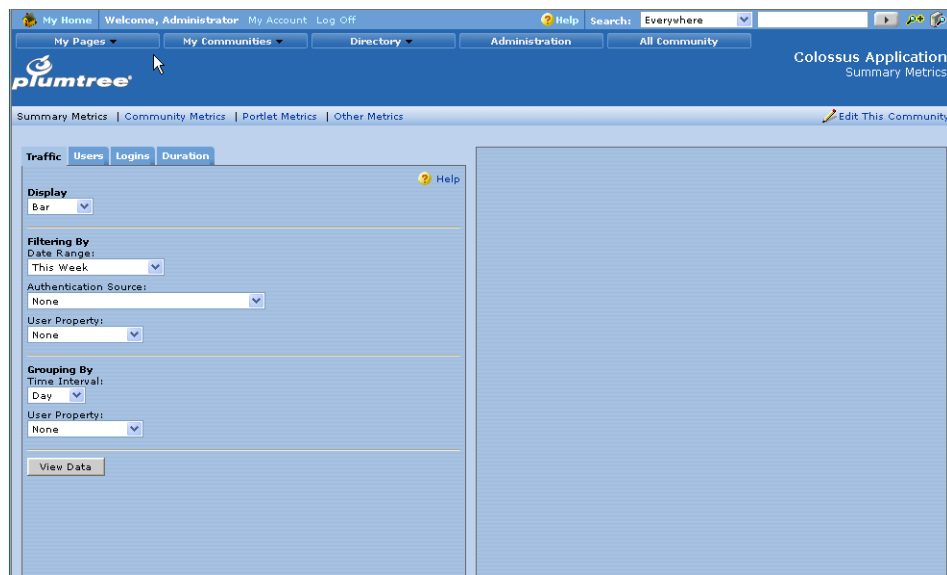 My Home Welcome, Administrator My Account Log Off Help Search: Everywhere
My Pages My Communities Directory Administration All Community
plumtree
Colossus Application
Summary Metrics
Summary Metrics | Community Metrics | Portlet Metrics | Other Metrics Edit This Community
Traffic Users Logins Duration
Help
Display
Bar
Filtering By
Date Range:
This Week
Authentication Source:
None
User Property:
None
Grouping By
Time Interval:
Day
User Property:
None
View Data